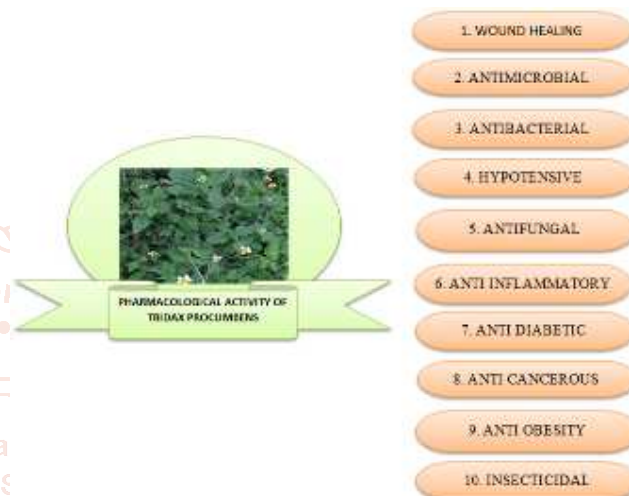 1. WOUND HEALING
2. ANTIMICROBIAL
3. ANTIBACTERIAL
4. HYPOTENSIVE
5. ANTIFUNGAL
6. ANTI INFLAMMATORY
7. ANTI DIABETIC
8. ANTI CANCEROUS
9. ANTI OBESITY
10. INSECTICIDAL
PHARMACOLOGICAL ACTIVITY OF
TRIDAX PROCUMBENS